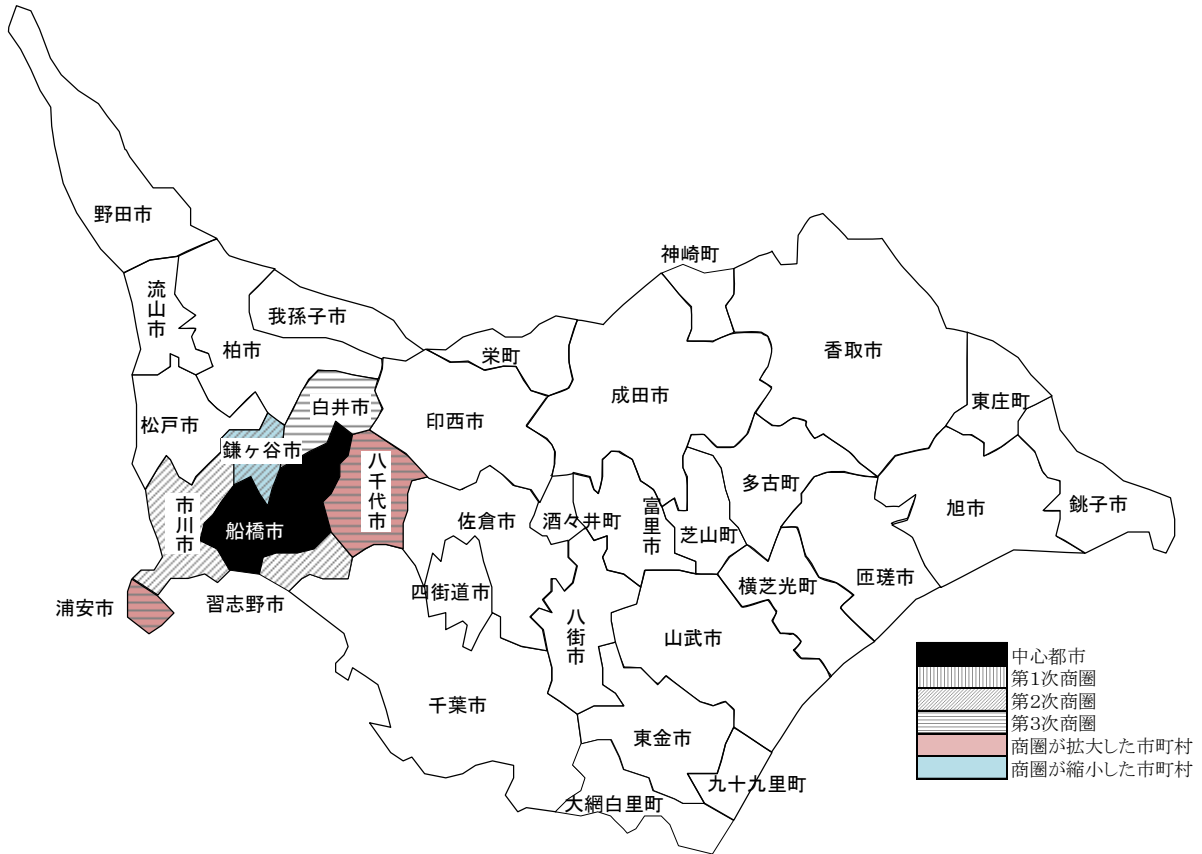 野田市
神崎町
流山市
我孫子市
柏市
栄町
香取市
成田市
東庄町
白井市
松戸市
印西市
鎌ヶ谷市
八千代市
多古町
市川市
船橋市
佐倉市
酒々井町
富里市
芝山町
旭市
銚子市
浦安市
習志野市
四街道市
八街市
横芝光町
匝瑳市
山武市
千葉市
東金市
九十九里町
大網白里町
中心都市
第1次商圏
第2次商圏
第3次商圏
商圏が拡大した市町村
商圏が縮小した市町村